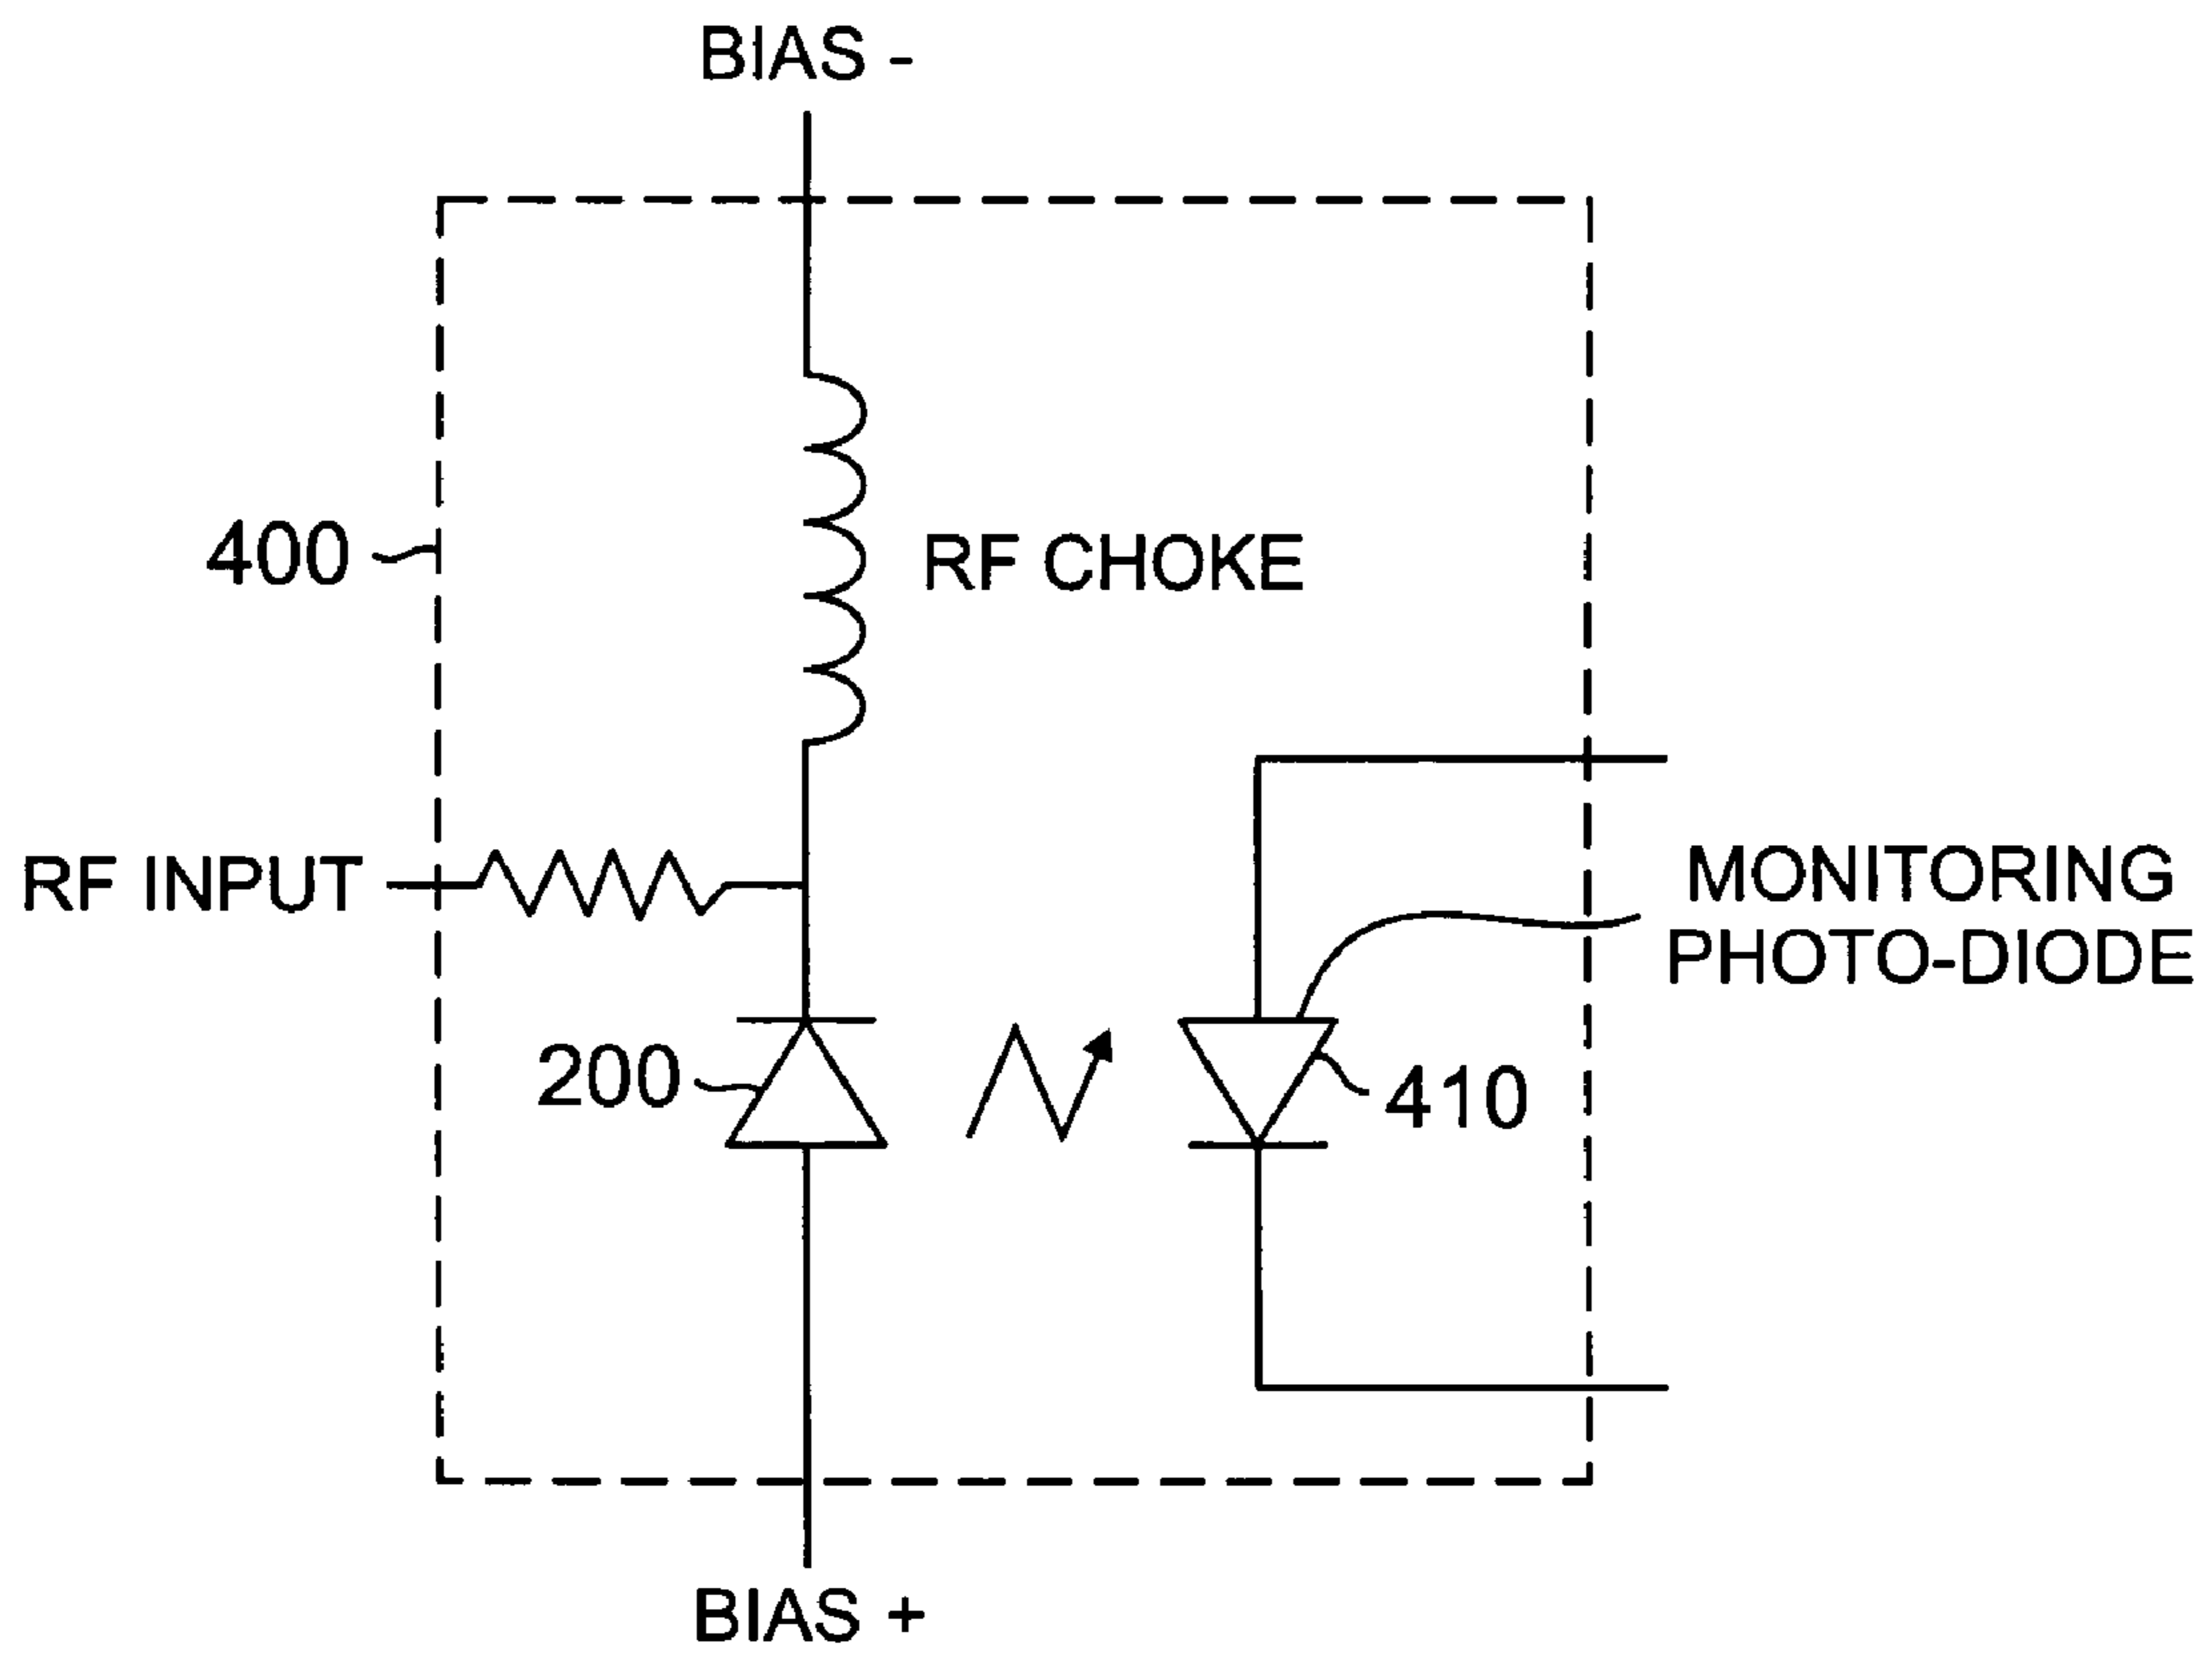 BIAS -
400
RF CHOKE
RF INPUT
MONITORING
PHOTO-DIODE
200
410
BIAS +